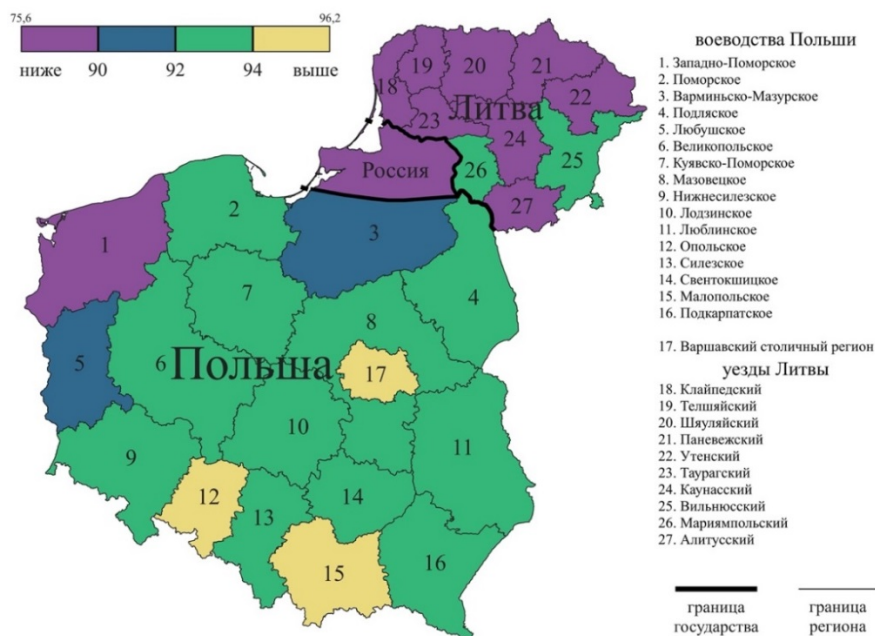 75,6 96,2
ниже 90 92 94 выше
воеводства Польши
1. Западно-Поморское
2. Поморское
3. Варминьско-Мазурское
4. Подляское
5. Любушское
6. Великопольское
7. Куявско-Поморское
8. Мазовецкое
9. Нижнесилезское
10. Лодзинское
11. Люблинское
12. Опольское
13. Силезское
14. Свентокшицкое
15. Малопольское
16. Подкарпатское
17. Варшавский столичный регион
уезды Литвы
18. Клайпедский
19. Телшяйский
20. Шяуляйский
21. Паневежский
22. Утенский
23. Таурагский
24. Каунасский
25. Вильнюсский
26. Мариямпольский
27. Алитусский
граница государства
граница региона
19 20 21
18 22
Литва
23 24
Россия 26 25
27
1 2 3
7 4
8
5 6 Польша 17
10 11
9
12 14
13
15 16